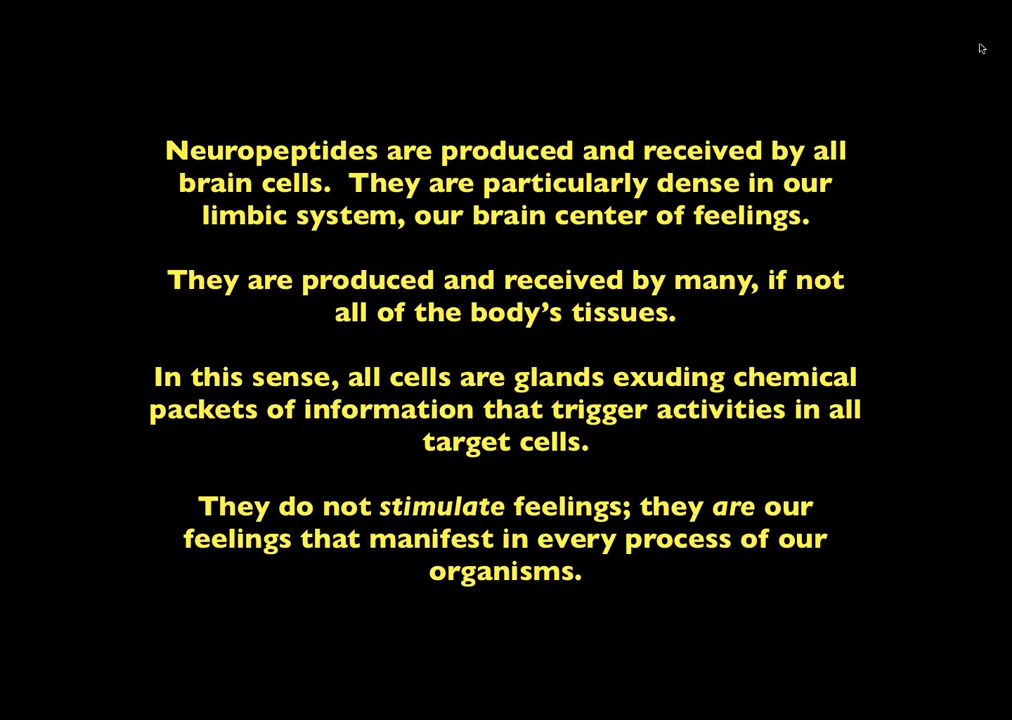 Neuropeptides are produced and received by all
brain cells.  They are particularly dense in our
limbic system, our brain center of feelings.
They are produced and received by many, if not
all of the body’s tissues.
In this sense, all cells are glands exuding chemical
packets of information that trigger activities in all
target cells.
They do not stimulate feelings; they are our
feelings that manifest in every process of our
organisms.